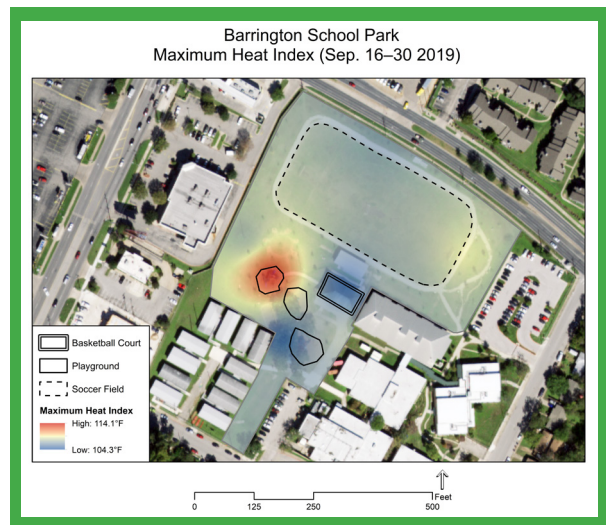 Barrington School Park
Maximum Heat Index (Sep. 16–30 2019)
Basketball Court
Playground
Soccer Field
Maximum Heat Index
High: 114.1°F
Low: 104.3°F
Feet
0 125 250 500